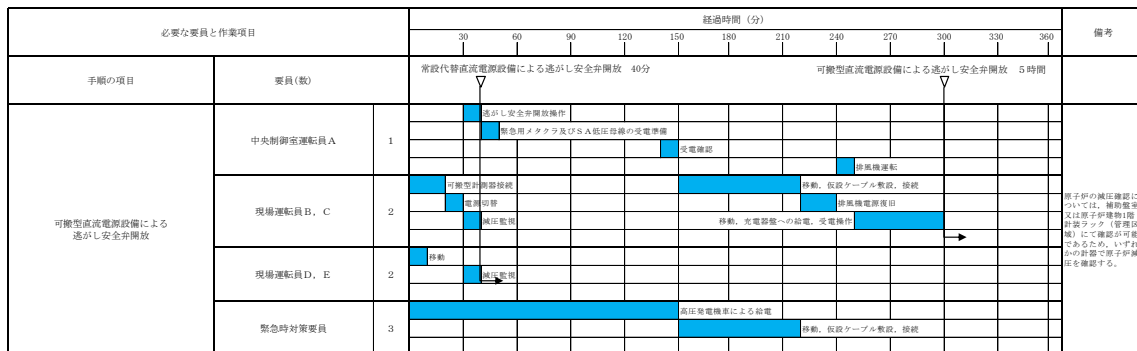 必要な要員と作業項目
経過時間（分）
備考
30 60 90 120 150 180 210 240 270 300 330 360
手順の項目
要員(数)
常設代替直流電源設備による逃がし安全弁開放 40分
可搬型直流電源設備による逃がし安全弁開放 5時間
可搬型直流電源設備による
逃がし安全弁開放
中央制御室運転員A
1
逃がし安全弁開放操作
緊急用メタクラ及びSA低圧母線の受電準備
受電確認
排風機運転
現場運転員B，C
2
可搬型計測器接続
移動，仮設ケーブル敷設，接続
電源切替
排風機電源復旧
減圧監視
移動，充電器盤への給電，受電操作
現場運転員D，E
2
移動
減圧監視
緊急時対策要員
3
高圧発電機車による給電
移動，仮設ケーブル敷設，接続
原子炉の減圧確認に
ついては，補助盤室
又は原子炉建物1階
計装ラック（管理区
域）にて確認が可能
であるため，いずれ
かの計器で原子炉減
圧を確認する。